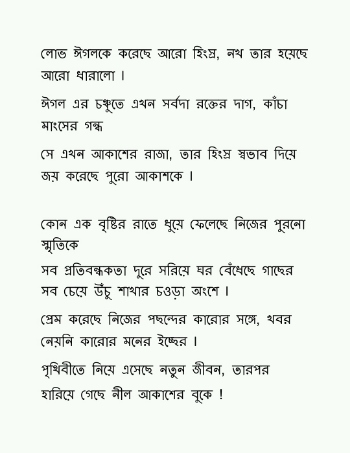 লোভ ঈগলকে করেছে আরো হিংস্র, নখ তার হয়েছে
আরো ধারালো ।
ঈগল এর চঞ্চুতে এখন সর্বদা রক্তের দাগ, কাঁচা
মাংসের গন্ধ
সে এখন আকাশের রাজা, তার হিংস্র স্বভাব দিয়ে
জয় করেছে পুরো আকাশকে ।
কোন এক বৃষ্টির রাতে ধুয়ে ফেলেছে নিজের পুরনো
স্মৃতিকে
সব প্রতিবন্ধকতা দুরে সরিয়ে ঘর বেঁধেছে গাছের
সব চেয়ে উঁচু শাখার চওড়া অংশে ।
প্রেম করেছে নিজের পছন্দের কারোর সঙ্গে, খবর
নেয়নি কারোর মনের ইচ্ছের ।
পৃথিবীতে নিয়ে এসেছে নতুন জীবন, তারপর
হারিয়ে গেছে নীল আকাশের বুকে !